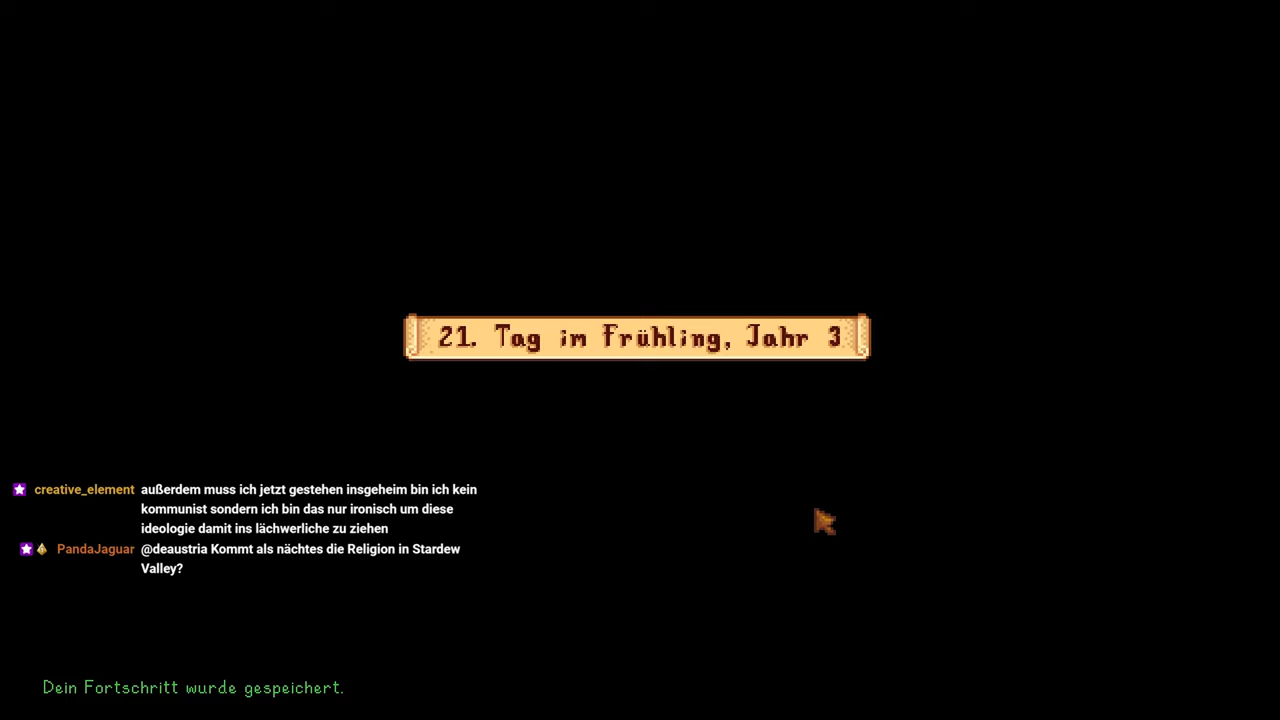 21. Tag im Frühling, Jahr 3
creative_element außerdem muss ich jetzt gestehen insgeheim bin ich kein
kommunist sondern ich bin das nur ironisch um diese
ideologie damit ins lächwerliche zu ziehen
PandaJaguar @deaustria Kommt als nächtes die Religion in Stardew
Valley?
Dein Fortschritt wurde gespeichert.